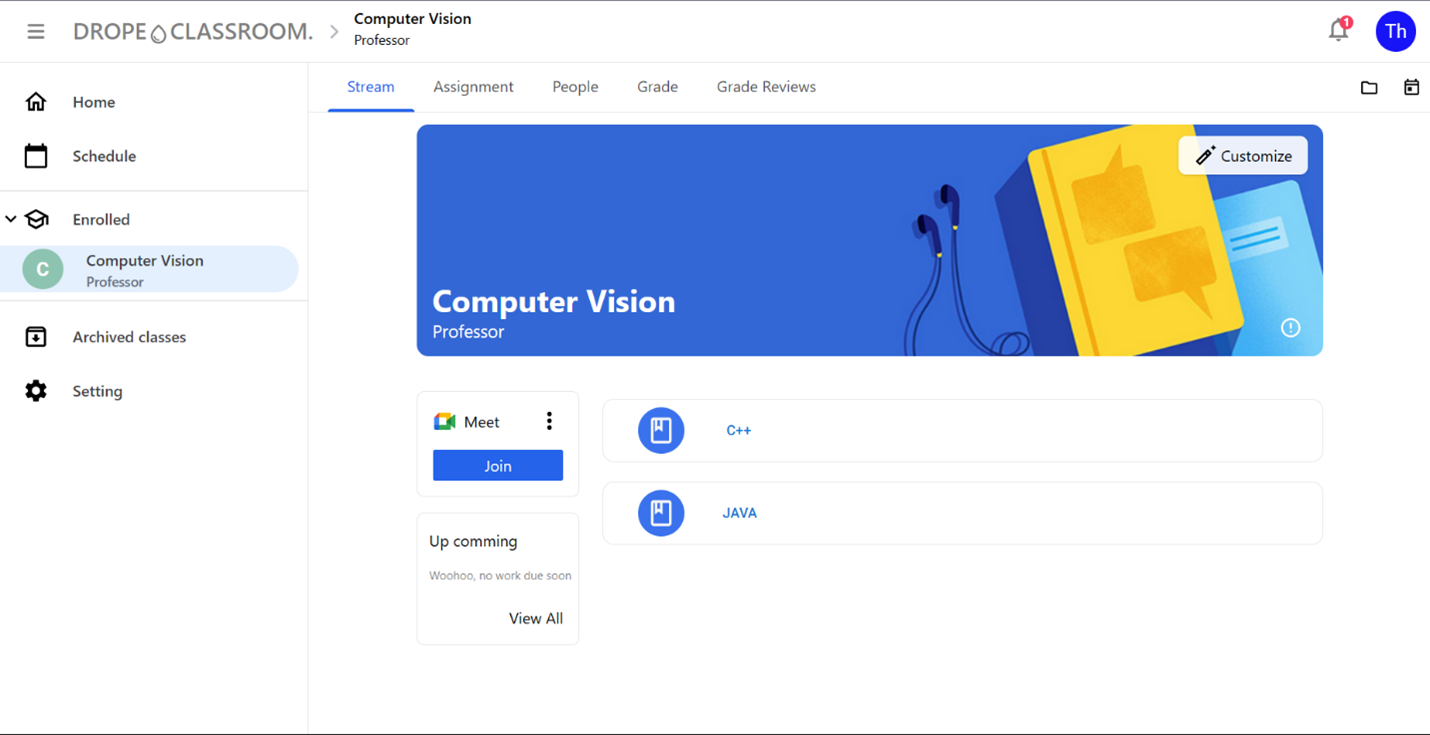 DROPE CLASSROOM.
Computer Vision
Professor
1
Th
Home
Schedule
Enrolled
C
Computer Vision
Professor
Archived classes
Setting
Stream
Assignment
People
Grade
Grade Reviews
Customize
Computer Vision
Professor
Meet
Join
Up comming
Woohoo, no work due soon
View All
C++
JAVA